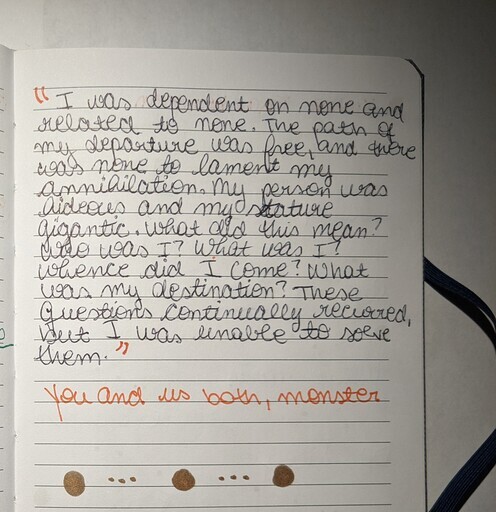 " I was dependent on none and
related to none. The path of
my departure was free, and there
was none to lament my
annihilation. My person was
hideous and my stature
gigantic. What did this mean?
Who was I? What was I?
Whence did I come? What
was my destination? These
questions continually recurred,
but I was unable to solve
them. "
You and us both, monster